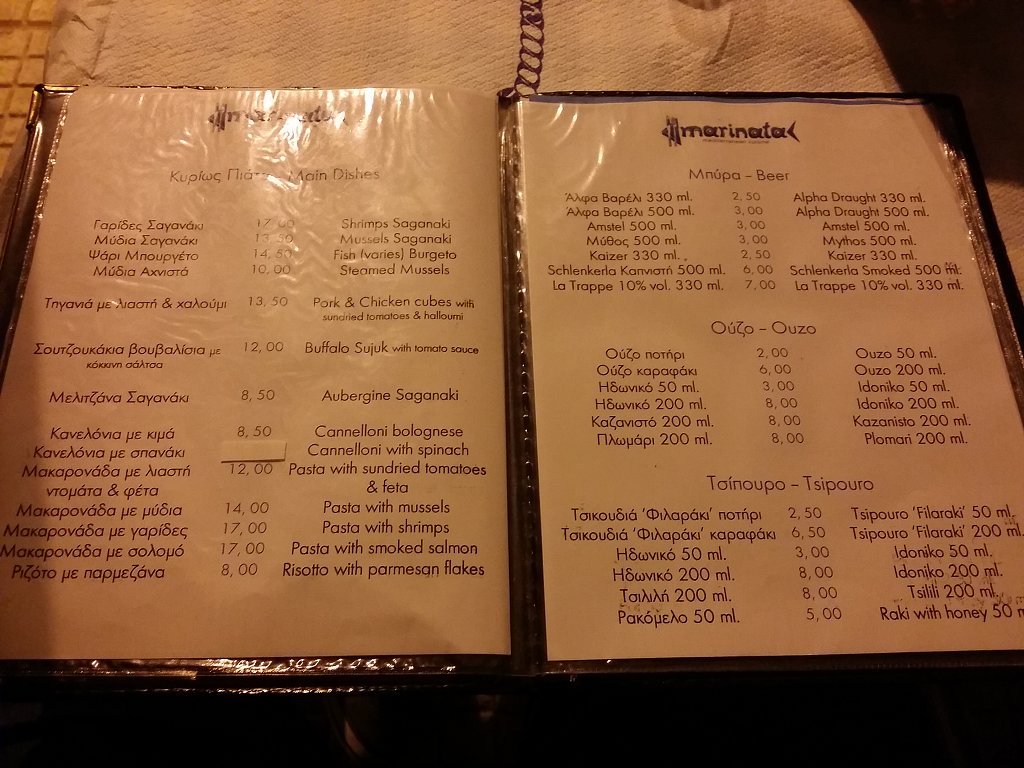 marinata
Κυρίως Πιάτα - Main Dishes
Γαρίδες Σαγανάκι 17,00 Shrimps Saganaki
Μύδια Σαγανάκι 13,50 Mussels Saganaki
Ψάρι Μπουργέτο 14,50 Fish (varies) Burgeto
Μύδια Αχνιστά 10,00 Steamed Mussels
Τηγανιά με λιαστή & χαλούμι 13,50 Pork & Chicken cubes with
sundried tomatoes & halloumi
Σουτζουκάκια βουβαλίσια με 12,00 Buffalo Sujuk with tomato sauce
κόκκινη σάλτσα
Μελιτζάνα Σαγανάκι 8,50 Aubergine Saganaki
Κανελόνια με κιμά 8,50 Cannelloni bolognese
Κανελόνια με σπανάκι Cannelloni with spinach
Μακαρονάδα με λιαστή 12,00 Pasta with sundried tomatoes
ντομάτα & φέτα & feta
Μακαρονάδα με μύδια 14,00 Pasta with mussels
Μακαρονάδα με γαρίδες 17,00 Pasta with shrimps
Μακαρονάδα με σολομό 17,00 Pasta with smoked salmon
Ριζότο με παρμεζάνα 8,00 Risotto with parmesan flakes
marinata
mediterranean cuisine
Μπύρα - Beer
Άλφα Βαρέλι 330 ml. 2,50 Alpha Draught 330 ml.
Άλφα Βαρέλι 500 ml. 3,00 Alpha Draught 500 ml.
Amstel 500 ml. 3,00 Amstel 500 ml.
Μύθος 500 ml. 3,00 Mythos 500 ml.
Kaizer 330 ml. 2,50 Kaizer 330 ml.
Schlenkerla Καπνιστή 500 ml. 6,00 Schlenkerla Smoked 500 ml.
La Trappe 10% vol. 330 ml. 7,00 La Trappe 10% vol. 330 ml.
Ούζο - Ouzo
Ούζο ποτήρι 2,00 Ouzo 50 ml.
Ούζο καραφάκι 6,00 Ouzo 200 ml.
Ηδωνικό 50 ml. 3,00 Idoniko 50 ml.
Ηδωνικό 200 ml. 8,00 Idoniko 200 ml.
Καζανιστό 200 ml. 8,00 Kazanisto 200 ml.
Πλωμάρι 200 ml. 8,00 Plomari 200 ml.
Τσίπουρο - Tsipouro
Τσικουδιά 'Φιλαράκι' ποτήρι 2,50 Tsipouro 'Filaraki' 50 ml.
Τσικουδιά 'Φιλαράκι' καραφάκι 6,50 Tsipouro 'Filaraki' 200 ml.
Ηδωνικό 50 ml. 3,00 Idoniko 50 ml.
Ηδωνικό 200 ml. 8,00 Idoniko 200 ml.
Τσιλιλή 200 ml. 8,00 Tsilili 200 ml.
Ρακόμελο 50 ml. 5,00 Raki with honey 50 m